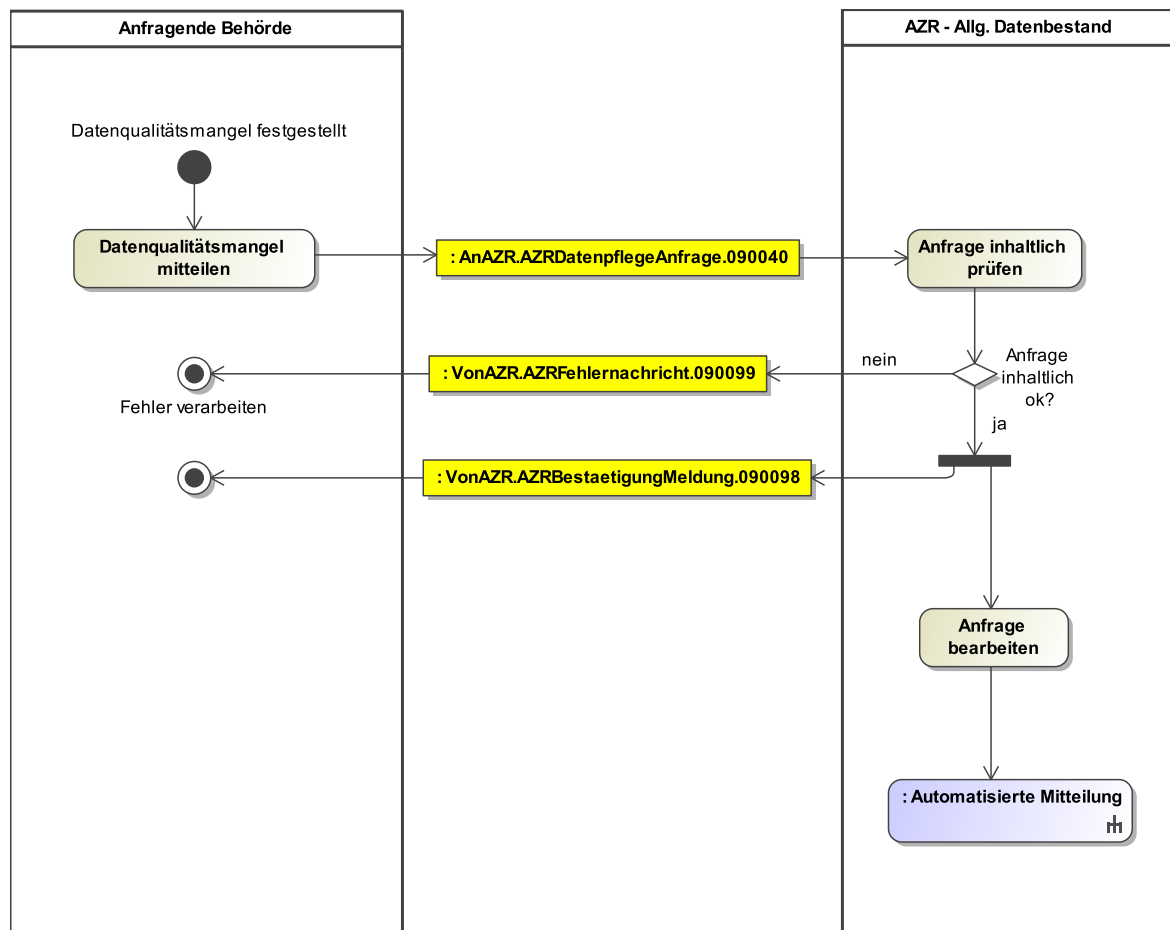 Anfragende Behörde
AZR - Allg. Datenbestand
Datenqualitätsmangel festgestellt
Datenqualitätsmangel
mitteilen
: AnAZR.AZRDatenpflegeAnfrage.090040
Anfrage inhaltlich
prüfen
: VonAZR.AZRFehlernachricht.090099
nein
Anfrage
inhaltlich
ok?
Fehler verarbeiten
ja
: VonAZR.AZRBestaetigungMeldung.090098
Anfrage
bearbeiten
: Automatisierte Mitteilung